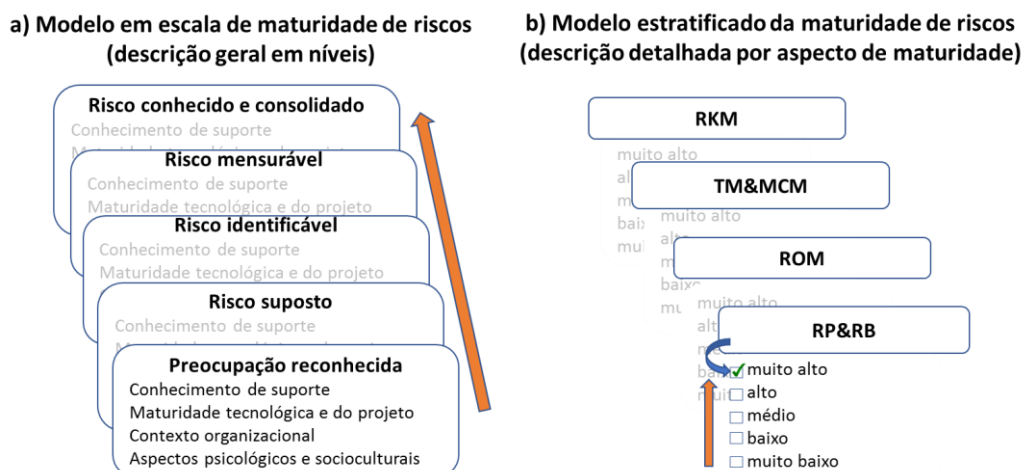 a) Modelo em escala de maturidade de riscos
(descrição geral em níveis)
Risco conhecido e consolidado
Conhecimento de suporte
Risco mensurável
Conhecimento de suporte
Maturidade tecnológica e do projeto
Risco identificável
Conhecimento de suporte
Maturidade tecnológica e do projeto
Risco suposto
Conhecimento de suporte
Preocupação reconhecida
Conhecimento de suporte
Maturidade tecnológica e do projeto
Contexto organizacional
Aspectos psicológicos e socioculturais
b) Modelo estratificado da maturidade de riscos
(descrição detalhada por aspecto de maturidade)
RKM
muito alto
TM&MCM
muito alto
ROM
muito alto
RP&RB
muito alto
alto
médio
baixo
muito baixo